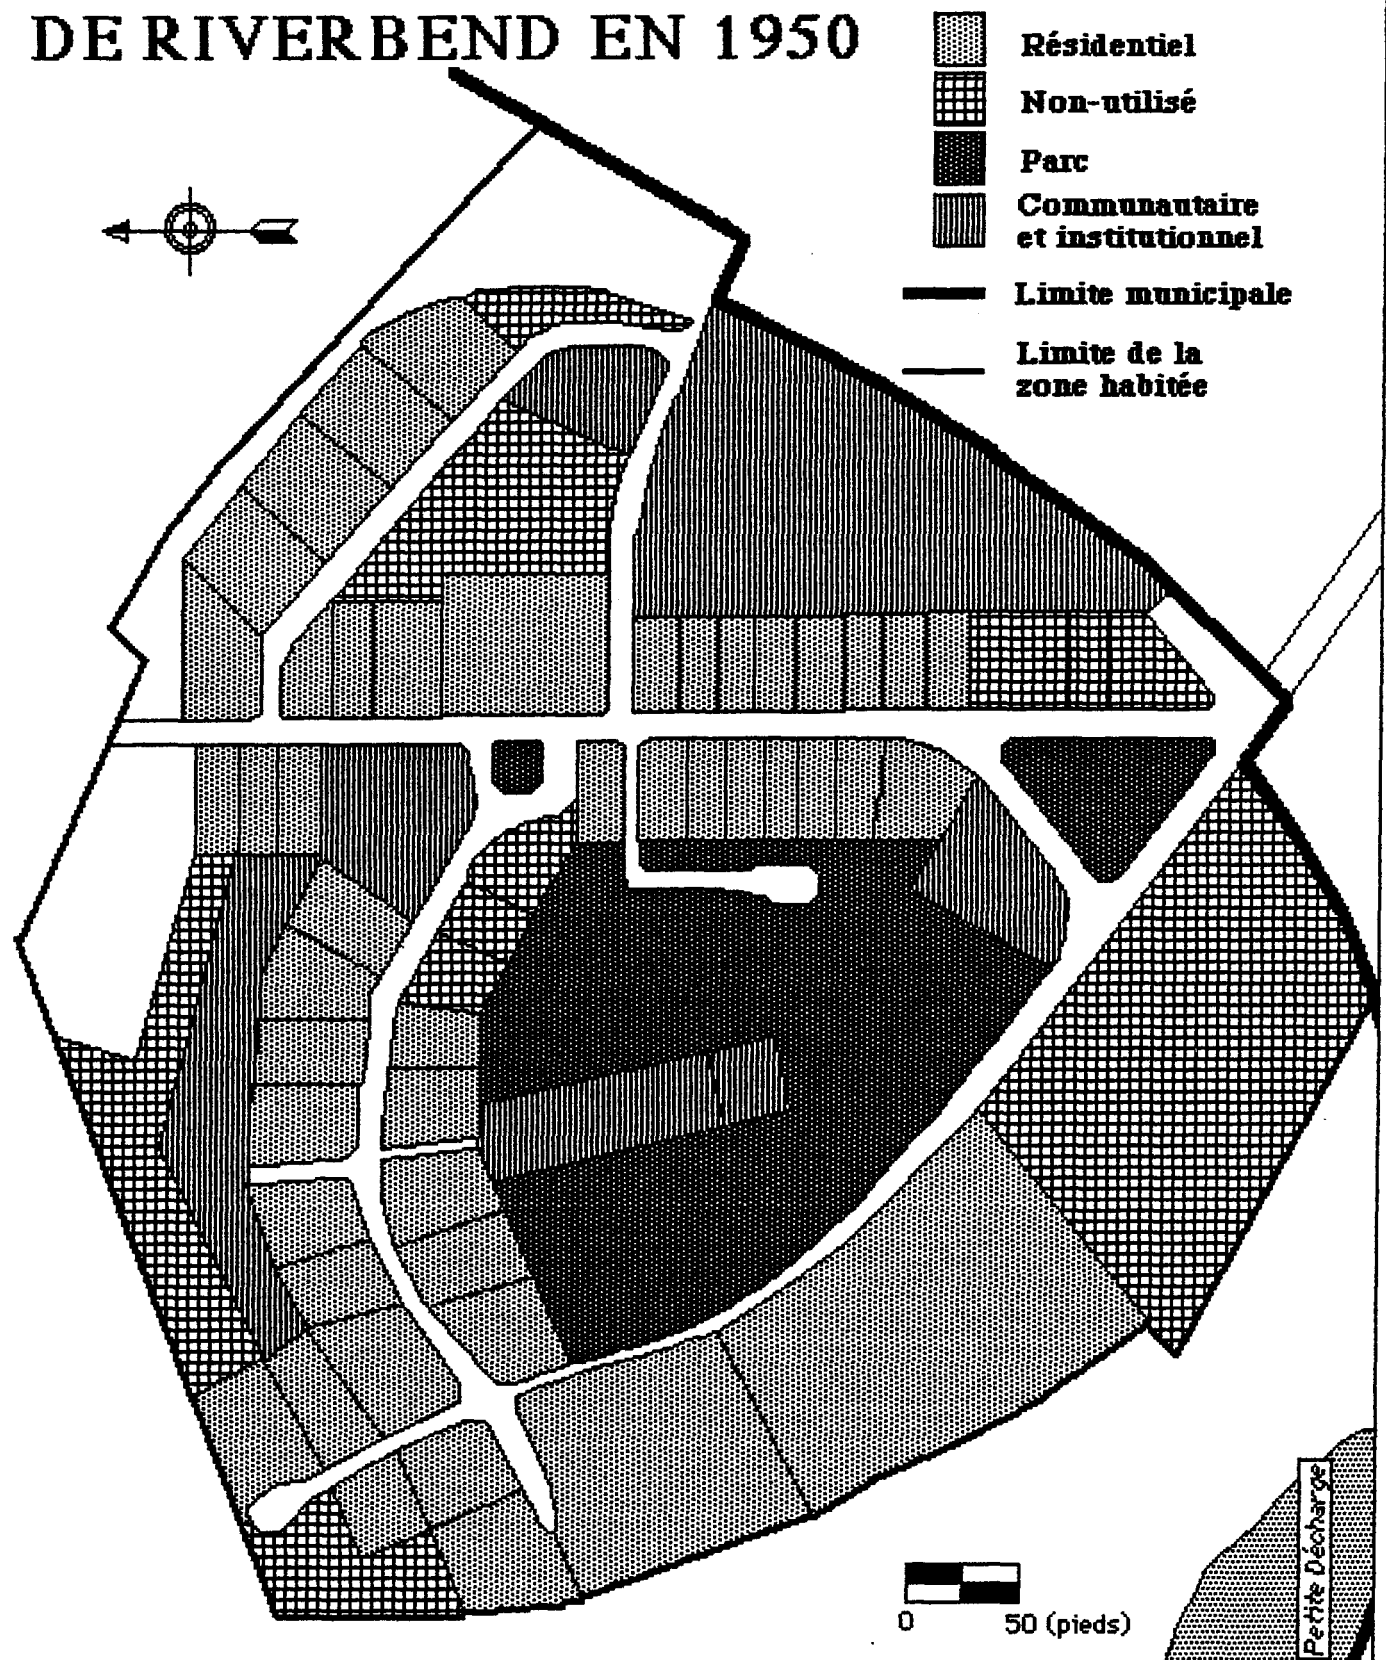 DE RIVERBEND EN 1950
Résidentiel
Non-utilisé
Parc
Communautaire
et institutionnel
Limite municipale
Limite de la
zone habitée
0 50 (pieds)
Petite Décharge